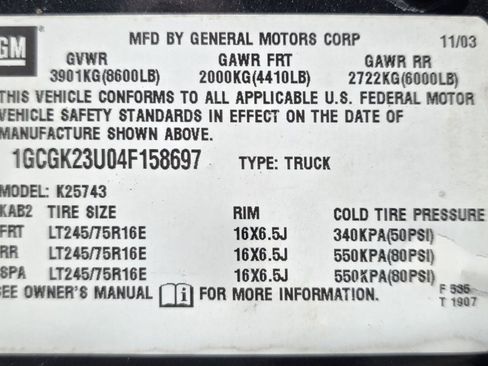 GM
MFD BY GENERAL MOTORS CORP 11/03
GVWR GAWR FRT GAWR RR
3901KG(8600LB) 2000KG(4410LB) 2722KG(6000LB)
THIS VEHICLE CONFORMS TO ALL APPLICABLE U.S. FEDERAL MOTOR
VEHICLE SAFETY STANDARDS IN EFFECT ON THE DATE OF
MANUFACTURE SHOWN ABOVE.
1GCGK23U04F158697 TYPE: TRUCK
MODEL: K25743
KAB2 TIRE SIZE RIM COLD TIRE PRESSURE
FRT LT245/75R16E 16X6.5J 340KPA(50PSI)
RR LT245/75R16E 16X6.5J 550KPA(80PSI)
SPA LT245/75R16E 16X6.5J 550KPA(80PSI)
SEE OWNER'S MANUAL i FOR MORE INFORMATION.
T 1907